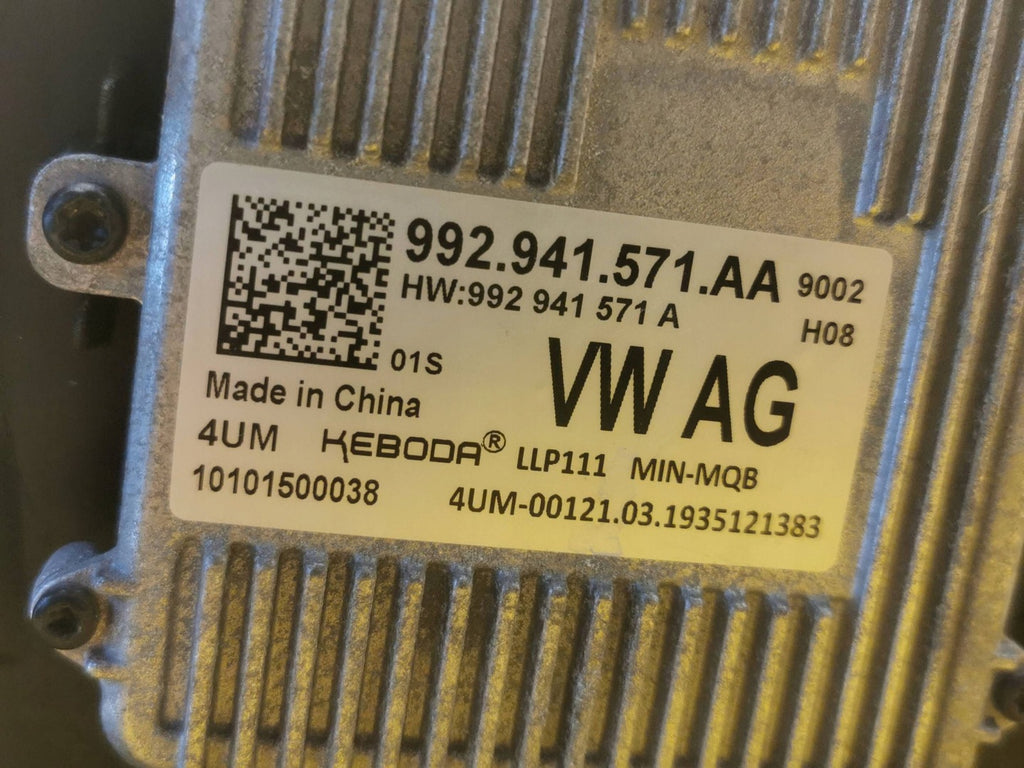 992.941.571.AA 9002
HW:992 941 571 A H08
01S VW AG
Made in China
4UM KEBODA® LLP111 MIN-MQB
10101500038 4UM-00121.03.1935121383